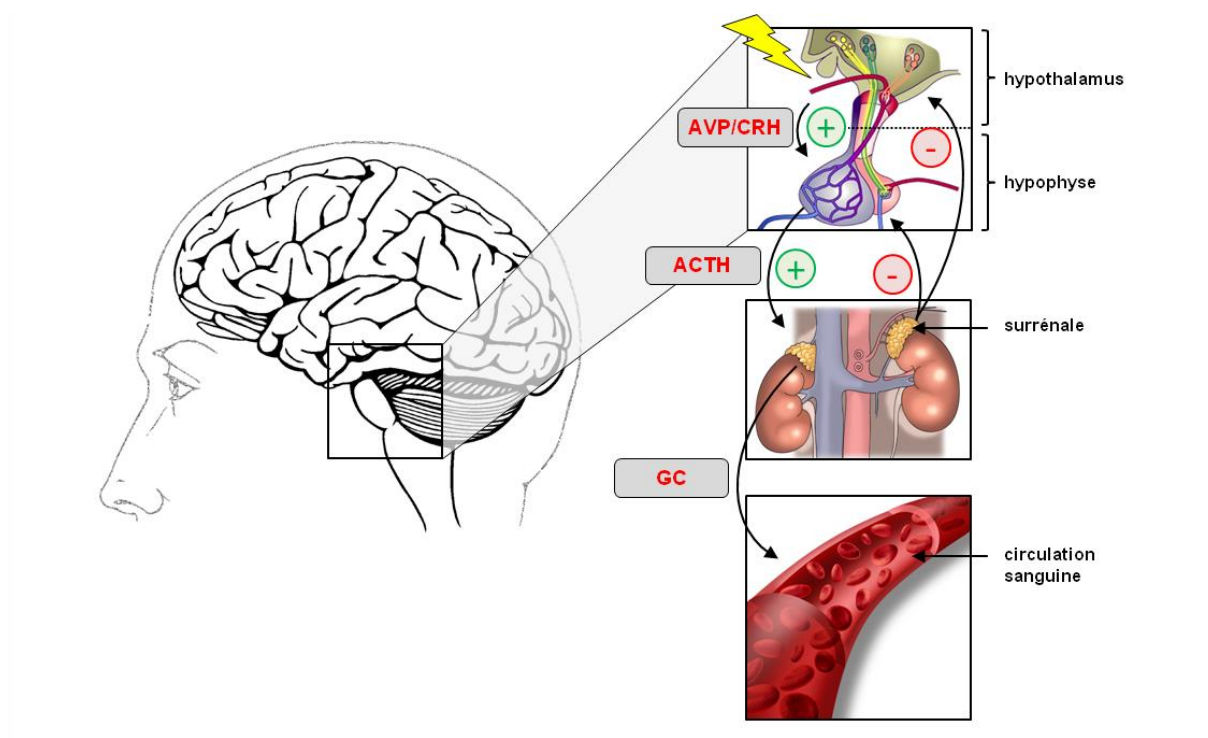 hypothalamus
AVP/CRH
+
-
hypophyse
ACTH
+
-
surrénale
GC
circulation
sanguine